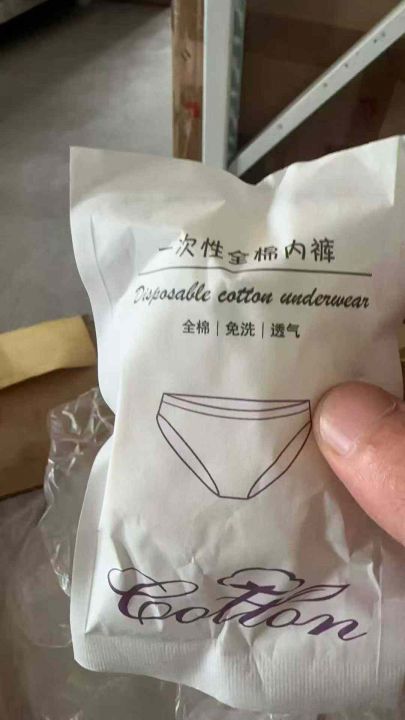 一次性全棉内裤
Disposable cotton underwear
全棉 | 免洗 | 透气
Cotton